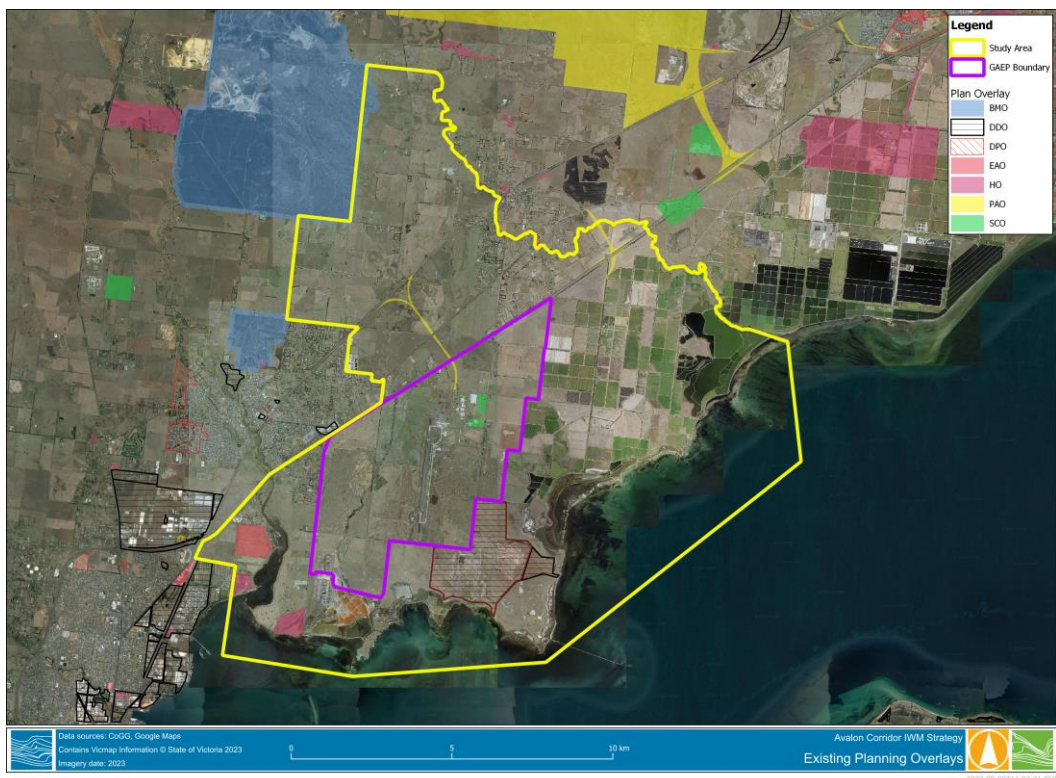 Legend
Study Area
GAEP Boundary
Plan Overlay
BMO
DDO
DPO
EAO
HO
PAO
SCO
Data sources: CoGG, Google Maps
Contains Vicmap Information © State of Victoria 2023
Imagery date: 2023
0 5 10 km
Avalon Corridor IWM Strategy
Existing Planning Overlays